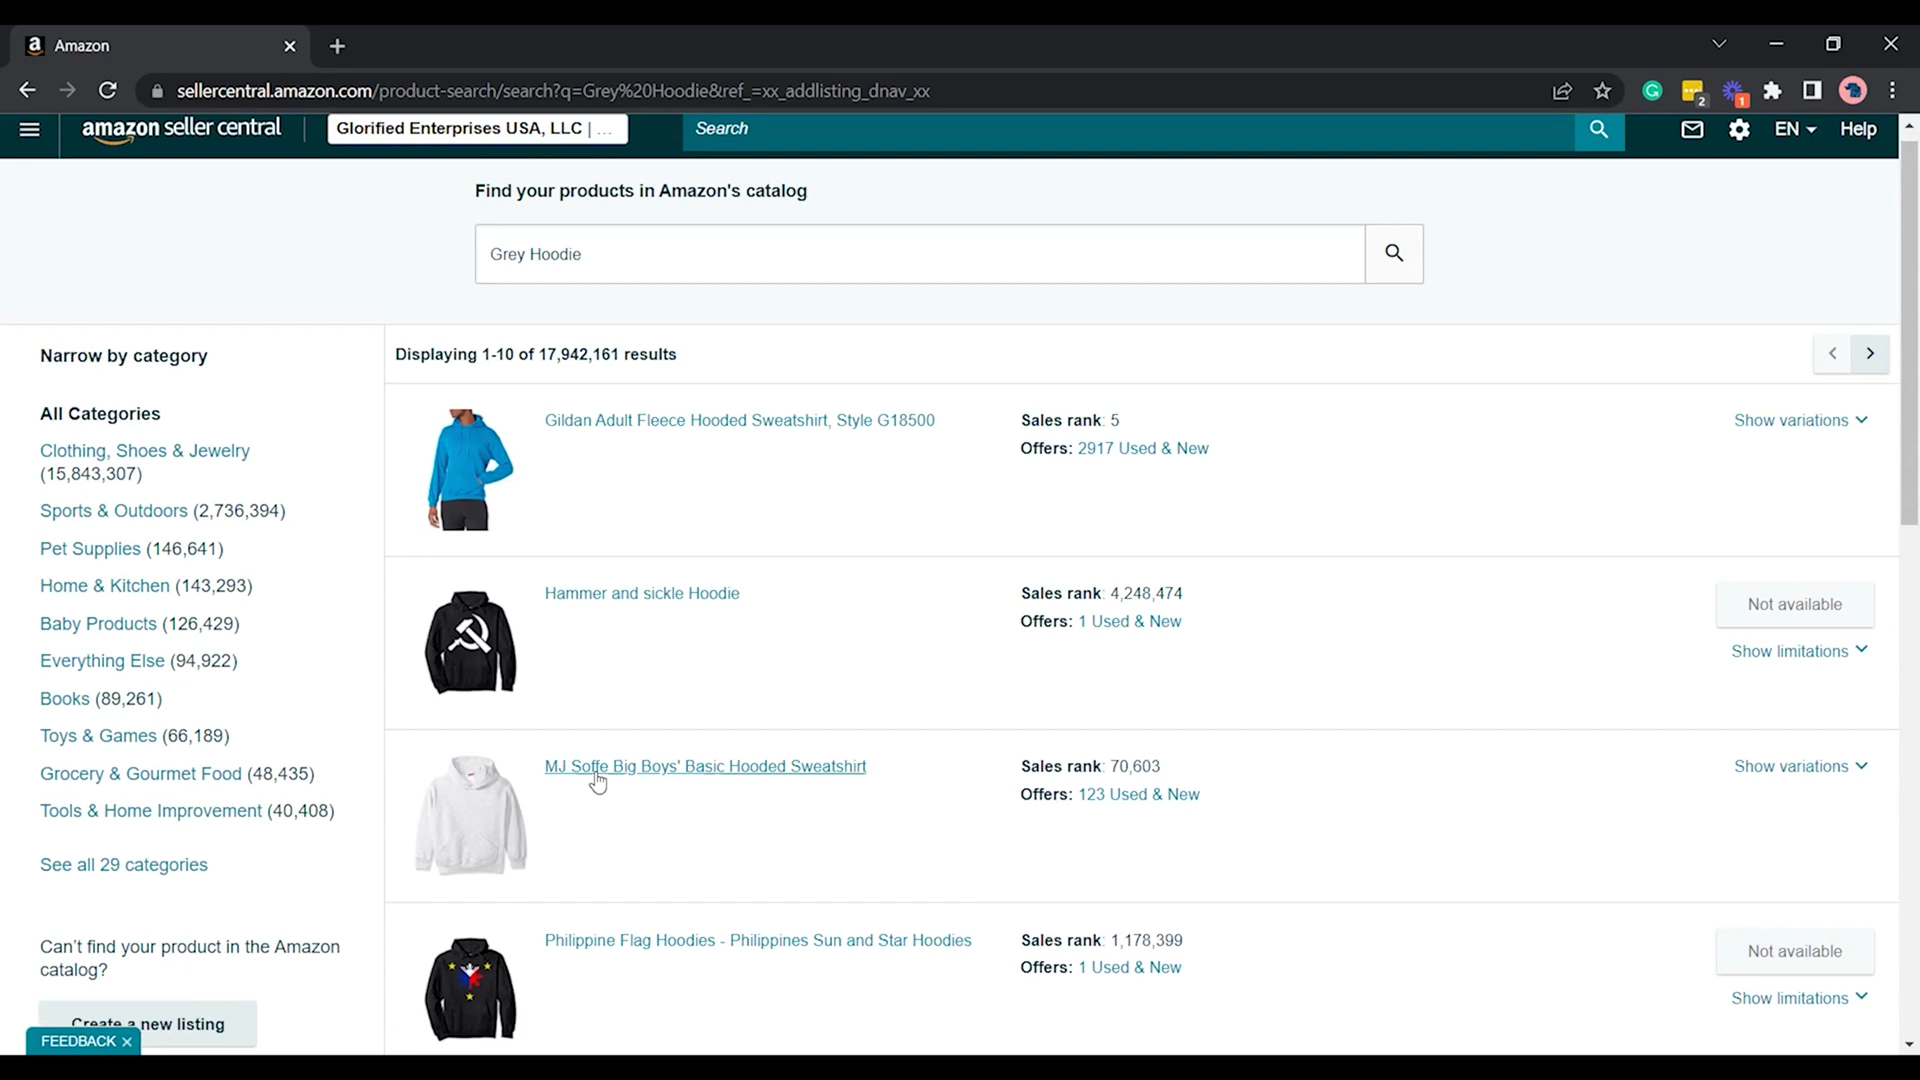 Amazon
sellercentral.amazon.com/product-search/search?q=Grey%20Hoodie&ref_=xx_addlisting_dnav_xx
2
1
amazon seller central
Glorified Enterprises USA, LLC | ...
Search
EN
Help
Find your products in Amazon's catalog
Grey Hoodie
Narrow by category
All Categories
Clothing, Shoes & Jewelry
(15,843,307)
Sports & Outdoors (2,736,394)
Pet Supplies (146,641)
Home & Kitchen (143,293)
Baby Products (126,429)
Everything Else (94,922)
Books (89,261)
Toys & Games (66,189)
Grocery & Gourmet Food (48,435)
Tools & Home Improvement (40,408)
See all 29 categories
Can't find your product in the Amazon
catalog?
Create a new listing
FEEDBACK
Displaying 1-10 of 17,942,161 results
Gildan Adult Fleece Hooded Sweatshirt, Style G18500
Sales rank: 5
Offers: 2917 Used & New
Show variations
Hammer and sickle Hoodie
Sales rank: 4,248,474
Offers: 1 Used & New
Not available
Show limitations
MJ Soffe Big Boys' Basic Hooded Sweatshirt
Sales rank: 70,603
Offers: 123 Used & New
Show variations
Philippine Flag Hoodies - Philippines Sun and Star Hoodies
Sales rank: 1,178,399
Offers: 1 Used & New
Not available
Show limitations